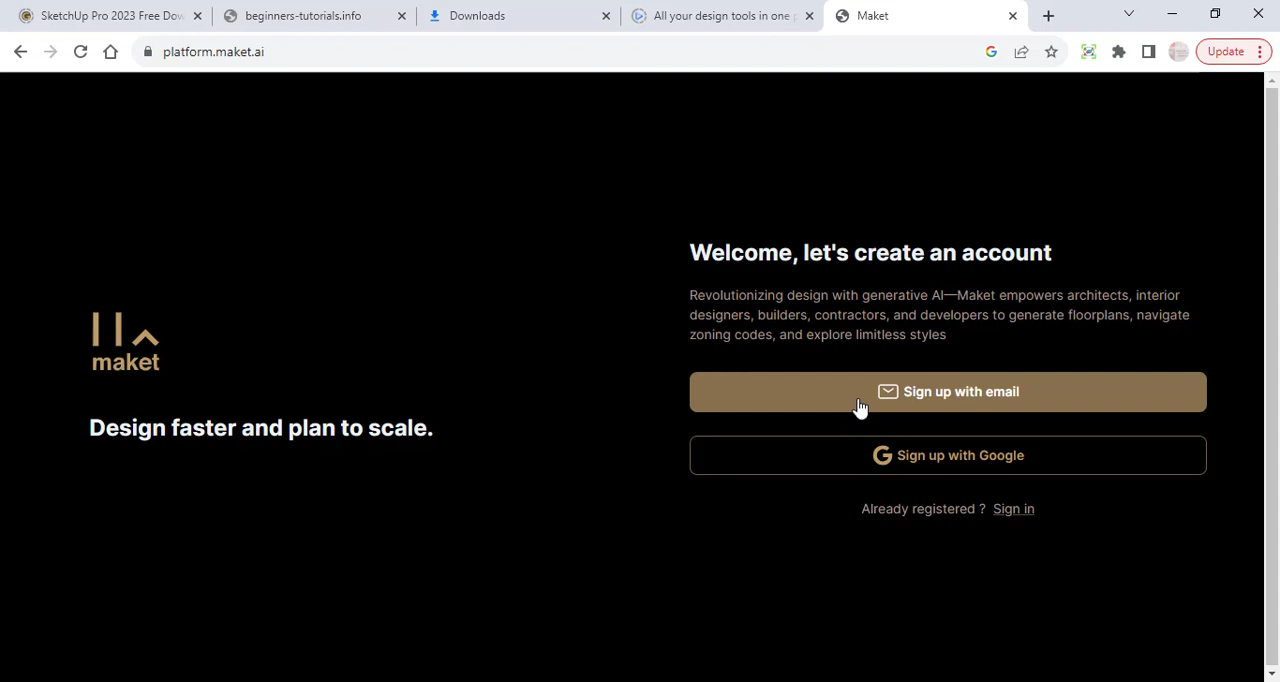 SketchUp Pro 2023 Free Dow
beginners-tutorials.info
Downloads
All your design tools in one p
Maket
platform.maket.ai
Update
Welcome, let's create an account
Revolutionizing design with generative AI—Maket empowers architects, interior
designers, builders, contractors, and developers to generate floorplans, navigate
zoning codes, and explore limitless styles
maket
Design faster and plan to scale.
Sign up with email
Sign up with Google
Already registered ? Sign in